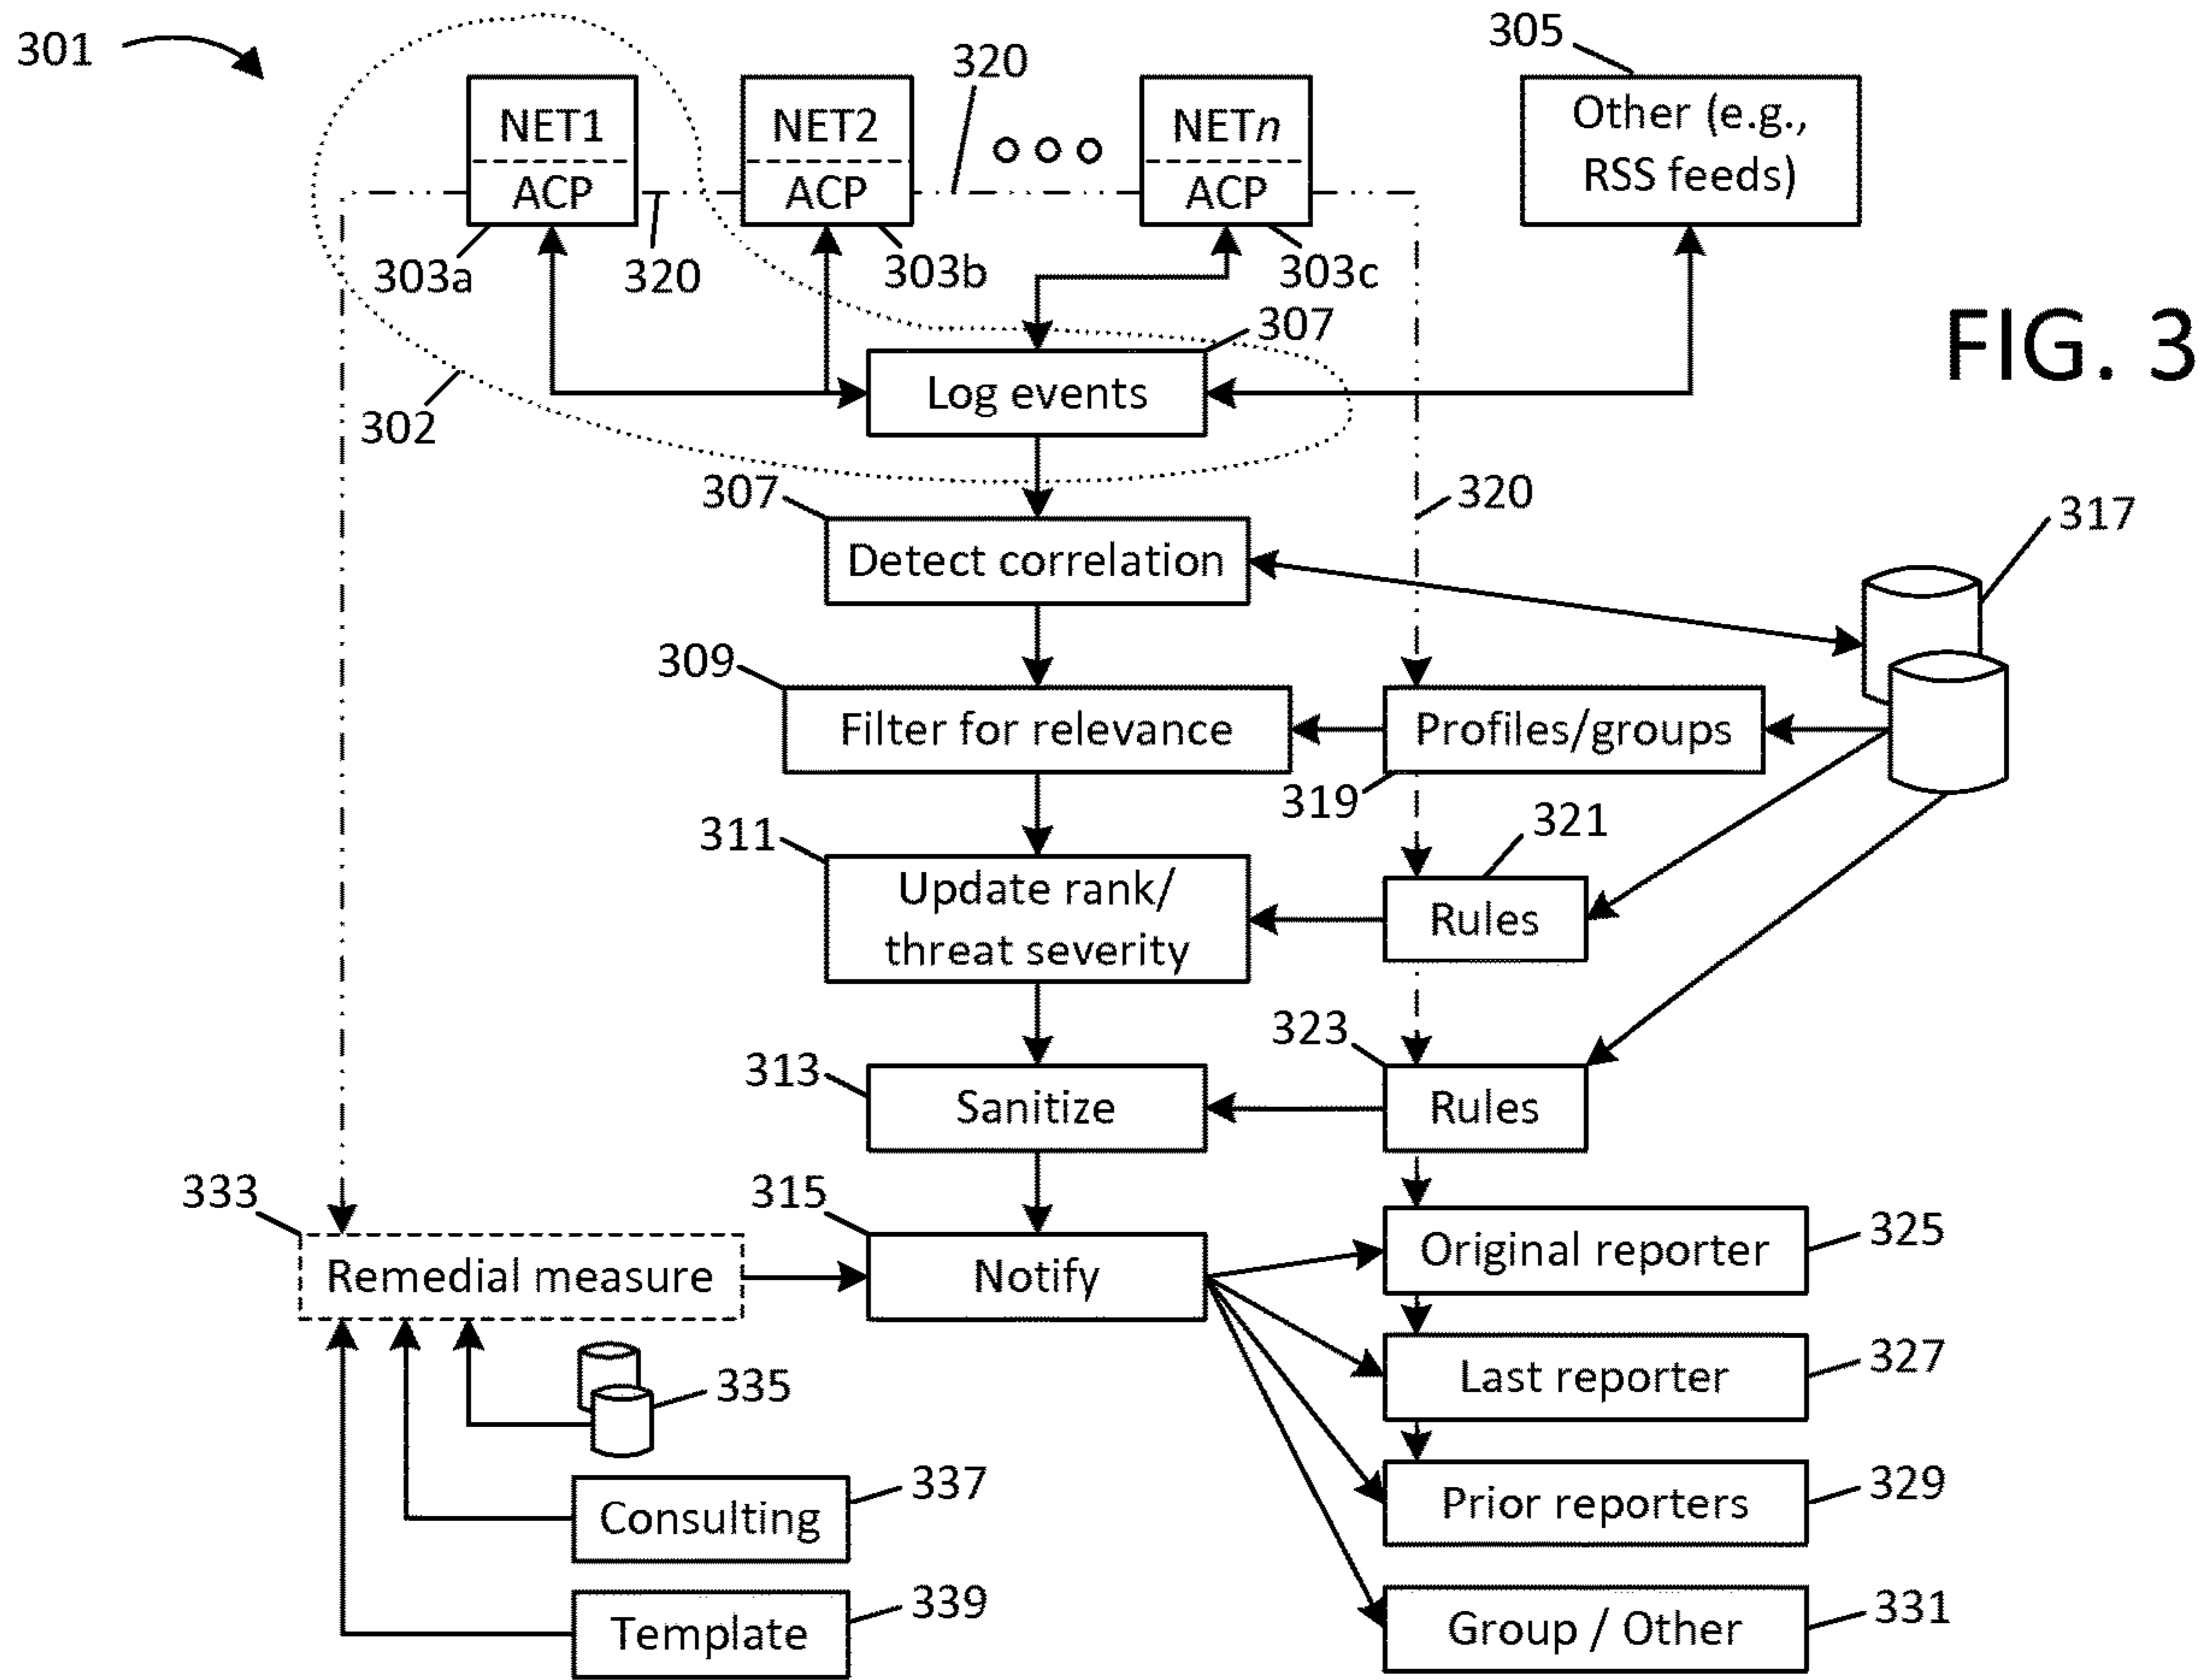 301
305
320
NET1
ACP
NET2
ACP
NETn
ACP
Other (e.g.,
RSS feeds)
303a
320
303b
303c
307
FIG. 3
Log events
302
307
320
317
Detect correlation
309
Filter for relevance
Profiles/groups
319
311
321
Update rank/
threat severity
Rules
323
313
Sanitize
Rules
333
315
325
Original reporter
Remedial measure
Notify
327
Last reporter
335
337
329
Consulting
Prior reporters
339
331
Template
Group / Other